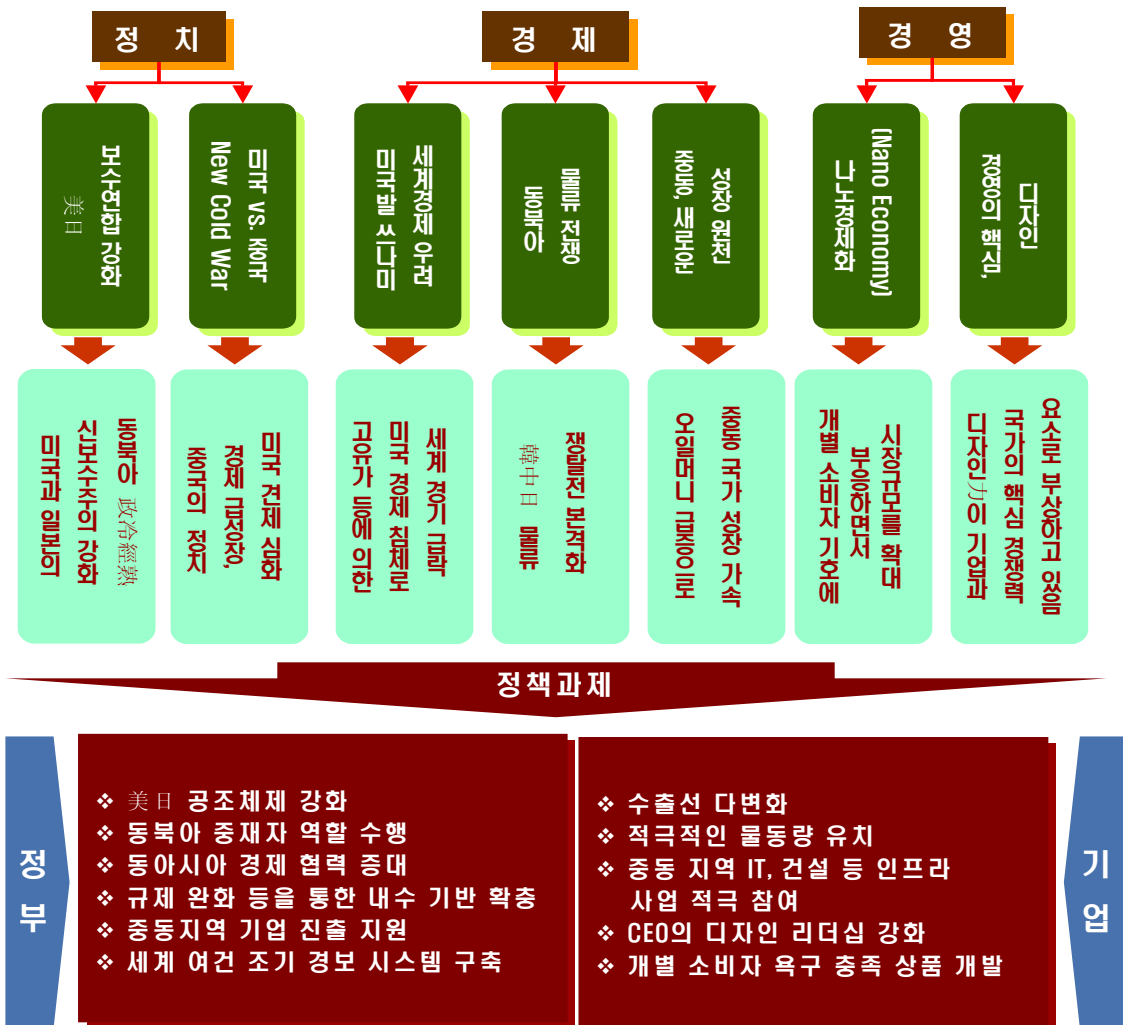 정 치
경 제
경 영
美日
보수연합 강화
New Cold War
미국 vs. 중국
미국발 쓰나미
세계경제 우려
동북아
물류 전쟁
중동, 새로운
성장 원천
나노경제화
(Nano Economy)
경영의 핵심,
디자인
미국과 일본의
신보수주의 강화
동북아 政冷經熟
중국의 정치
경제 급성장,
미국 견제 심화
고유가 등에 의한
미국 경제 침체로
세계 경기 급락
韓中日 물류
쟁탈전 본격화
오일머니 급증으로
중동 국가 성장 가속
개별 소비자 기호에
부응하면서
시장규모를 확대
디자인力이 기업과
국가의 핵심 경쟁력
요소로 부상하고 있음
정책과제
정
부
❖ 美日 공조체제 강화
❖ 동북아 중재자 역할 수행
❖ 동아시아 경제 협력 증대
❖ 규제 완화 등을 통한 내수 기반 확충
❖ 중동지역 기업 진출 지원
❖ 세계 여건 조기 경보 시스템 구축
❖ 수출선 다변화
❖ 적극적인 물동량 유치
❖ 중동 지역 IT, 건설 등 인프라
사업 적극 참여
❖ CEO의 디자인 리더십 강화
❖ 개별 소비자 욕구 충족 상품 개발
기
업